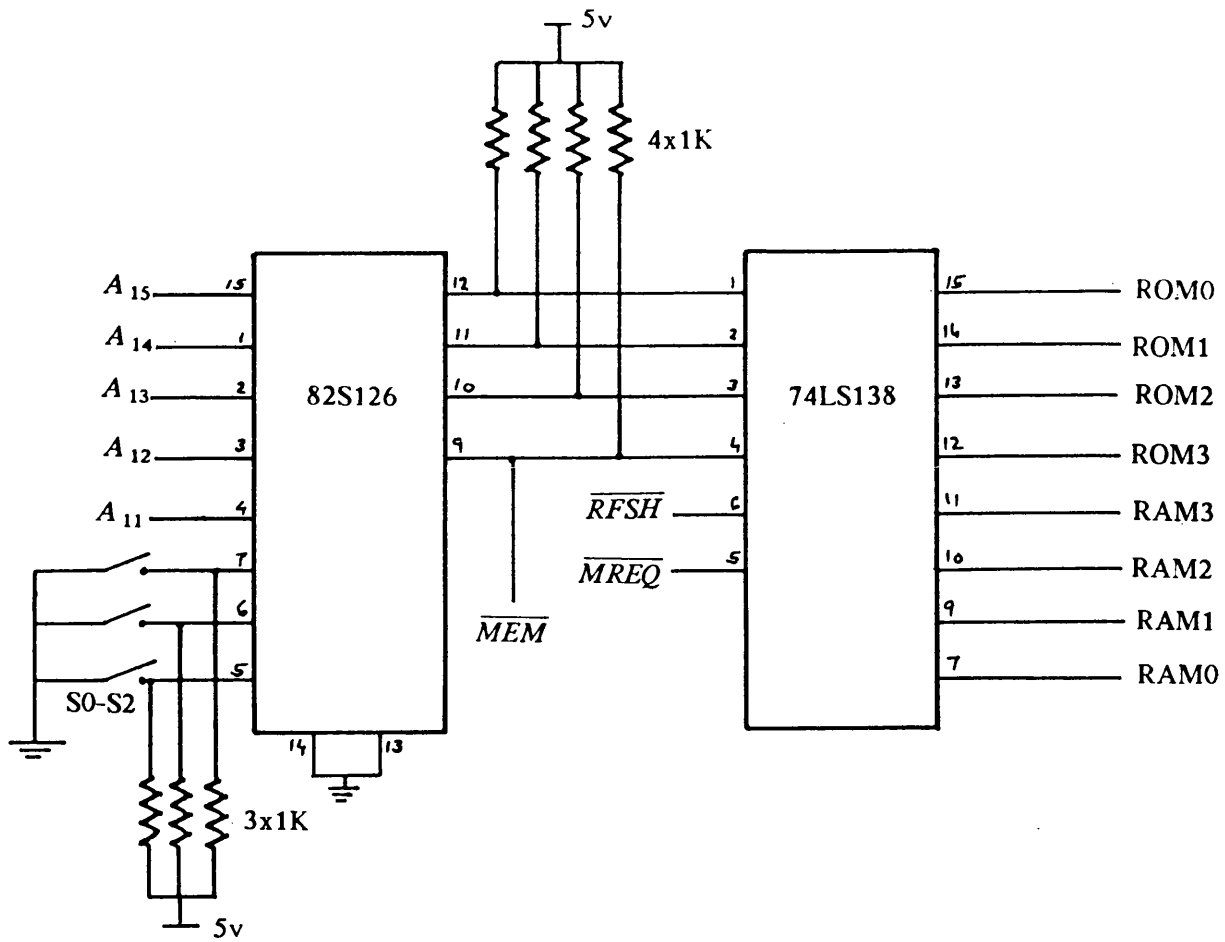 5v
4x1K
A15 15 12 1 15 ROM0
A14 1 11 2 16 ROM1
A13 2 82S126 10 3 74LS138 13 ROM2
A12 3 9 4 12 ROM3
A11 4 RFSH 6 11 RAM3
7 MREQ 5 10 RAM2
6 MEM 9 RAM1
S0-S2 5 7 RAM0
14 13
3x1K
5v